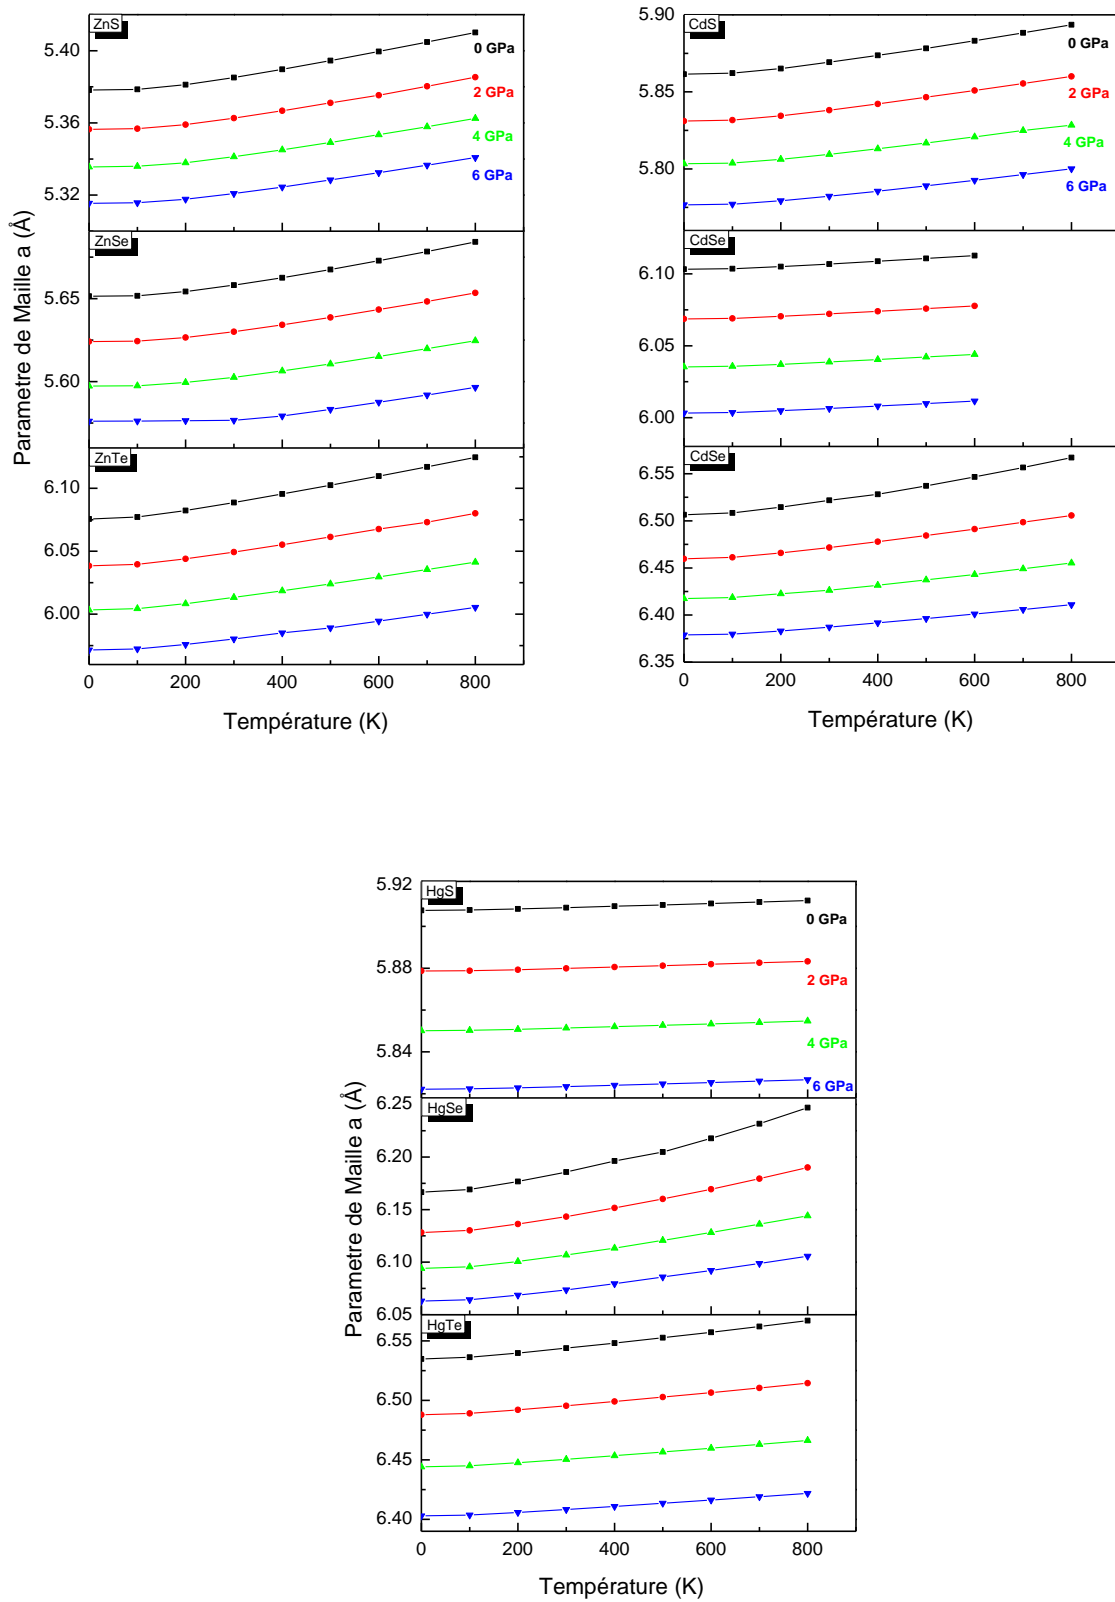 ZnS
5.40
5.36
5.32
0 GPa
2 GPa
4 GPa
6 GPa
ZnSe
5.65
5.60
ZnTe
6.10
6.05
6.00
0 200 400 600 800
Parametre de Maille a (Å)
Température (K)
CdS
5.90
5.85
5.80
0 GPa
2 GPa
4 GPa
6 GPa
CdSe
6.10
6.05
6.00
CdSe
6.55
6.50
6.45
6.40
6.35
0 200 400 600 800
Température (K)
HgS
5.92
5.88
5.84
0 GPa
2 GPa
4 GPa
6 GPa
HgSe
6.25
6.20
6.15
6.10
6.05
HgTe
6.55
6.50
6.45
6.40
0 200 400 600 800
Parametre de Maille a (Å)
Température (K)